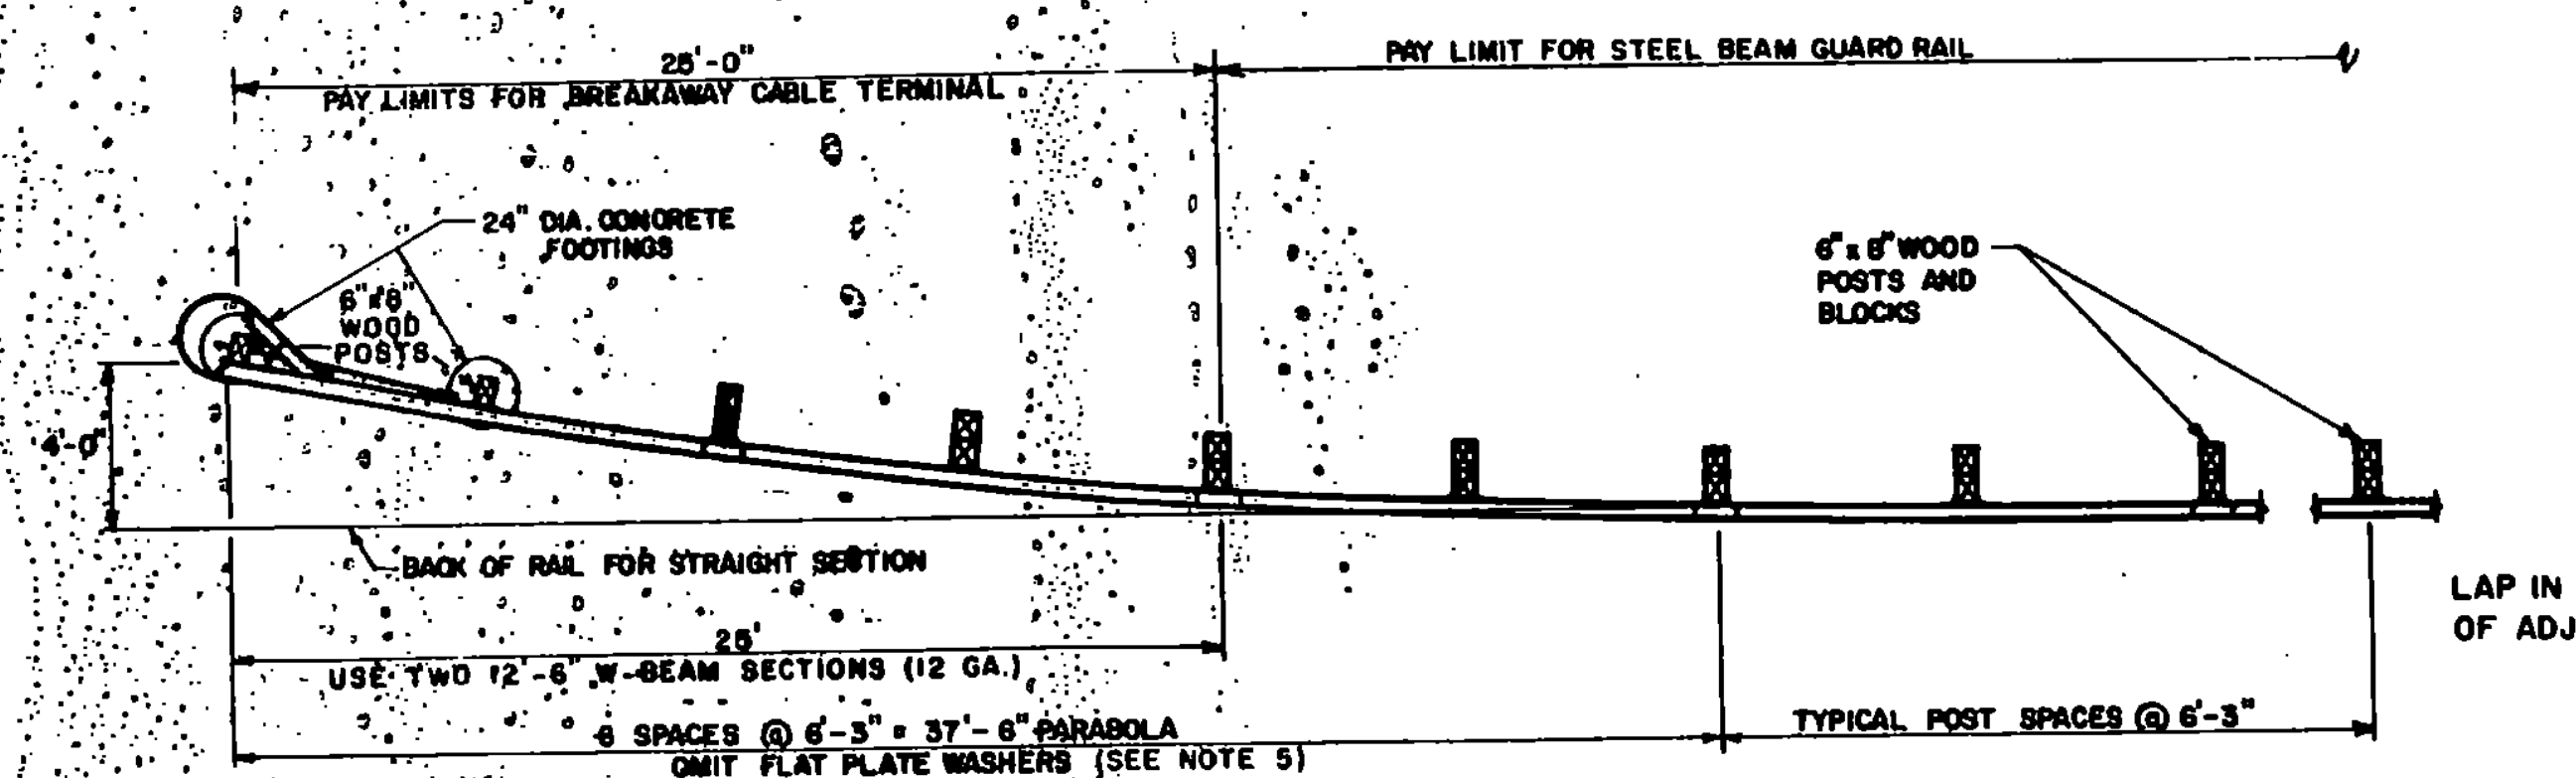 25'-0"
PAY LIMIT FOR STEEL BEAM GUARD RAIL
PAY LIMITS FOR BREAKAWAY CABLE TERMINAL
24" DIA. CONCRETE
FOOTINGS
6"x8"
WOOD
POSTS
6"x8" WOOD
POSTS AND
BLOCKS
4'-0"
BACK OF RAIL FOR STRAIGHT SECTION
LAP IN
OF ADJ
25'
USE TWO 12'-6" W-BEAM SECTIONS (12 GA.)
6 SPACES @ 6'-3" = 37'-6" PARABOLA
OMIT FLAT PLATE WASHERS (SEE NOTE 5)
TYPICAL POST SPACES @ 6'-3"